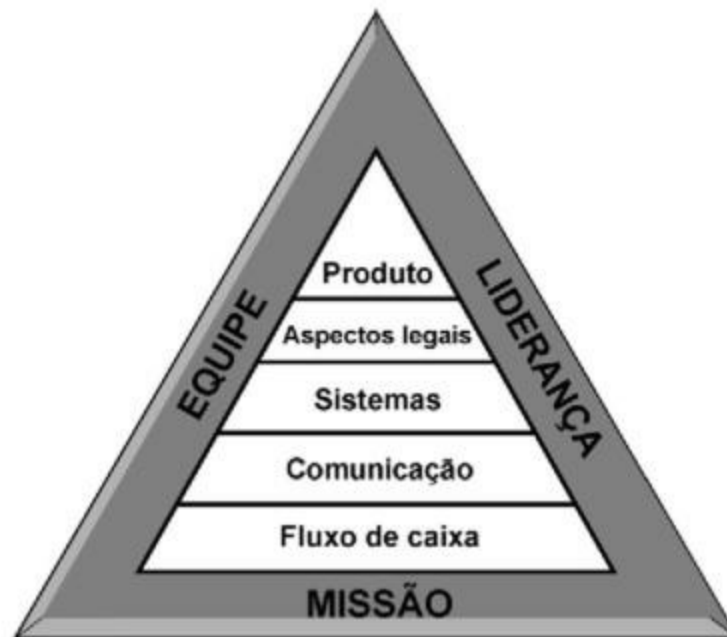 Produto
Aspectos legais
Sistemas
Comunicação
Fluxo de caixa
EQUIPE
LIDERANÇA
MISSÃO